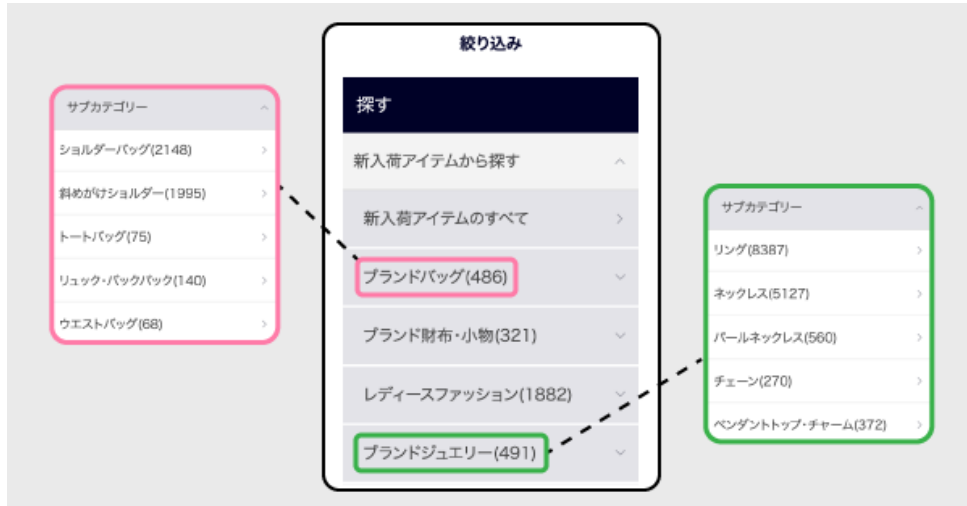 絞り込み
サブカテゴリー
ショルダーバッグ(2148)
斜めがけショルダー(1995)
トートバッグ(75)
リュック・バックパック(140)
ウエストバッグ(68)
探す
新入荷アイテムから探す
新入荷アイテムのすべて
ブランドバッグ(486)
ブランド財布・小物(321)
レディースファッション(1882)
ブランドジュエリー(491)
サブカテゴリー
リング(8387)
ネックレス(5127)
パールネックレス(560)
チェーン(270)
ペンダントトップ・チャーム(372)